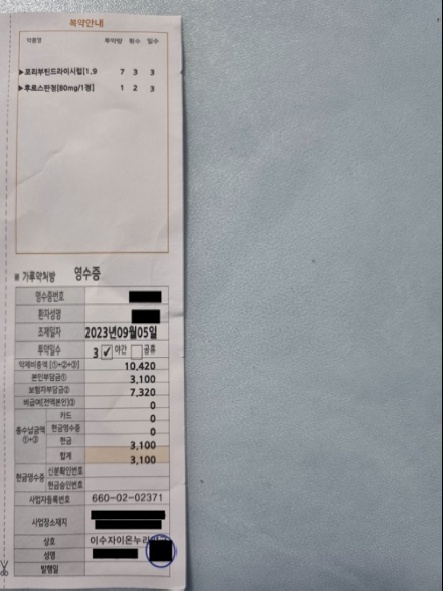 복약안내
약품명 투약량 횟수 일수
▶포리부틴드라이시럽[1.9 7 3 3
▶후로스판정[80mg/1정] 1 2 3
※ 가루약처방 영수증
영수증번호
환자성명
조제일자 2023년09월05일
투약일수 3 ✓ 야간 공휴
약제비총액 [①+②+③] 10,420
본인부담금① 3,100
보험자부담금② 7,320
비급여(전액본인)③ 0
총수납금액 ①+③ 카드 0
현금영수증 0
현금 3,100
합계 3,100
현금영수증 신분확인번호
현금승인번호
사업자등록번호 660-02-02371
사업장소재지
상호 이수자이온누리
성명
발행일